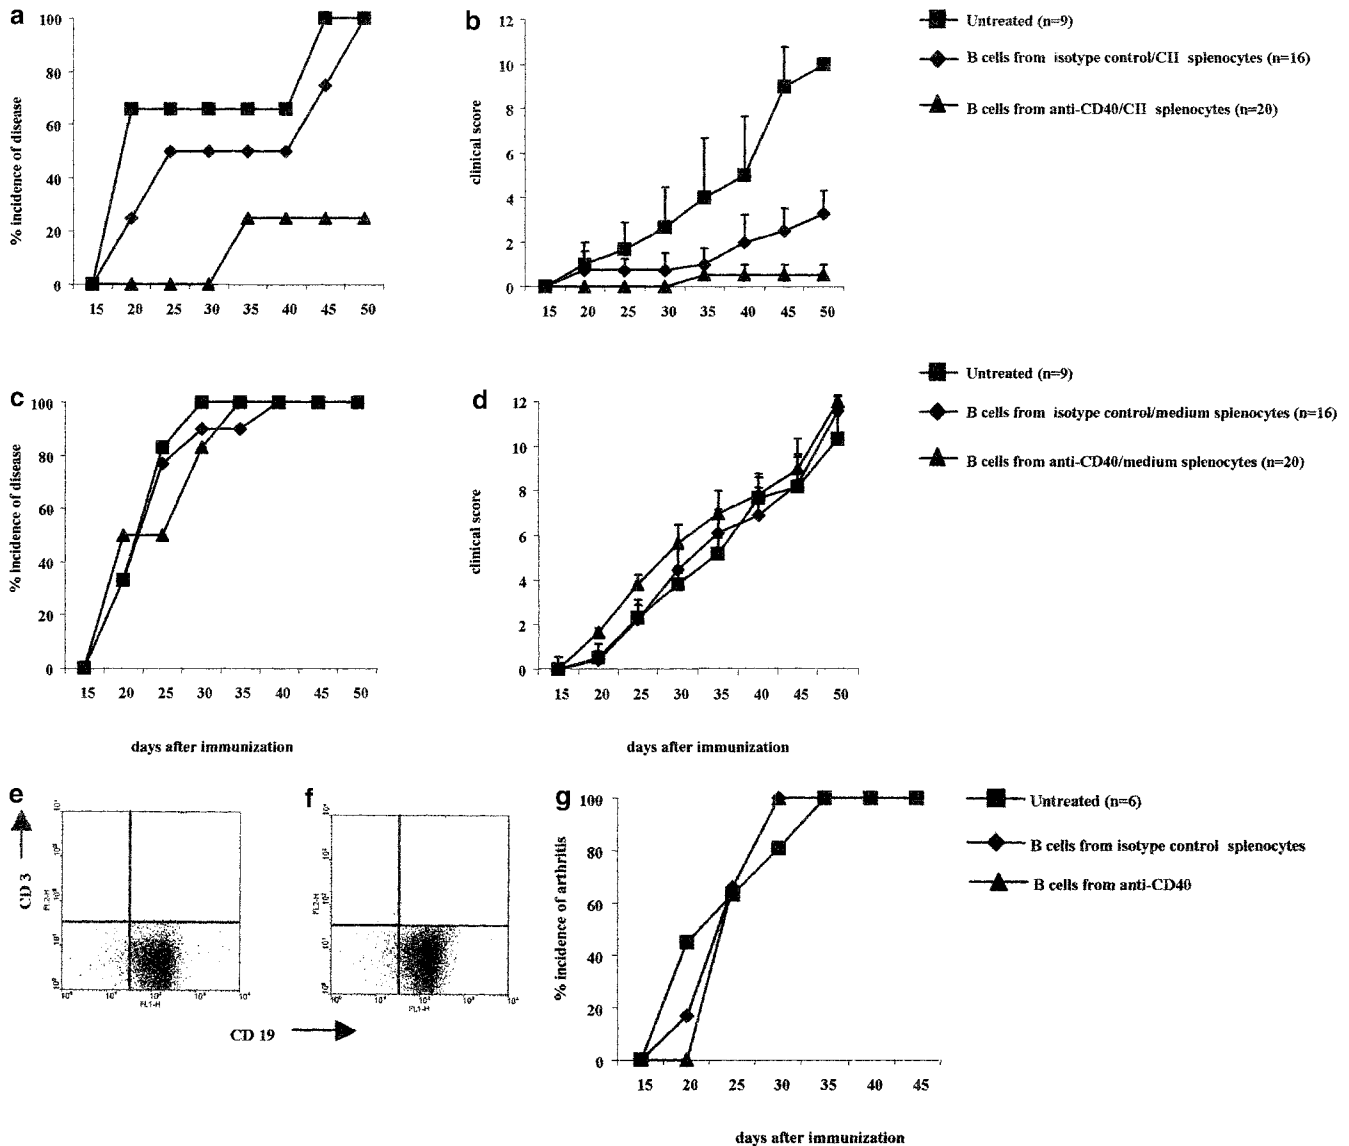 a
% incidence of disease
100
80
60
40
20
0
15 20 25 30 35 40 45 50
b
clinical score
12
10
8
6
4
2
0
15 20 25 30 35 40 45 50
Untreated (n=9)
B cells from isotype control/CII splenocytes (n=16)
B cells from anti-CD40/CII splenocytes (n=20)
c
% incidence of disease
100
80
60
40
20
0
15 20 25 30 35 40 45 50
days after immunization
d
clinical score
12
10
8
6
4
2
0
15 20 25 30 35 40 45 50
days after immunization
Untreated (n=9)
B cells from isotype control/medium splenocytes (n=16)
B cells from anti-CD40/medium splenocytes (n=20)
e
CD 3
FL2-H
FL1-H
f
FL2-H
FL1-H
CD 19
g
% incidence of arthritis
100
80
60
40
20
0
15 20 25 30 35 40 45
days after immunization
Untreated (n=6)
B cells from isotype control splenocytes
B cells from anti-CD40